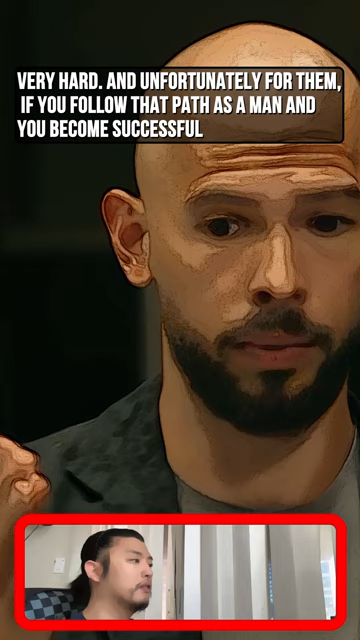 VERY HARD. AND UNFORTUNATELY FOR THEM,
IF YOU FOLLOW THAT PATH AS A MAN AND
YOU BECOME SUCCESSFUL